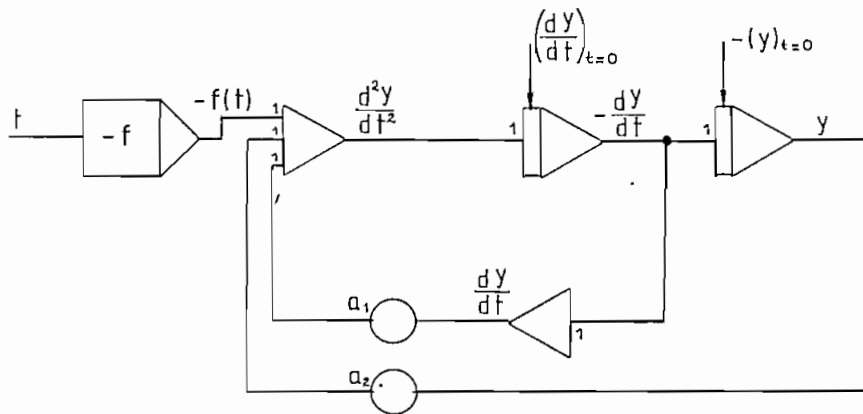 (dy/dt)t=0
-(y)t=0
t
-f
-f(t)
1
1
1
d²y/dt²
1
-dy/dt
1
y
a₁
dy/dt
1
a₂